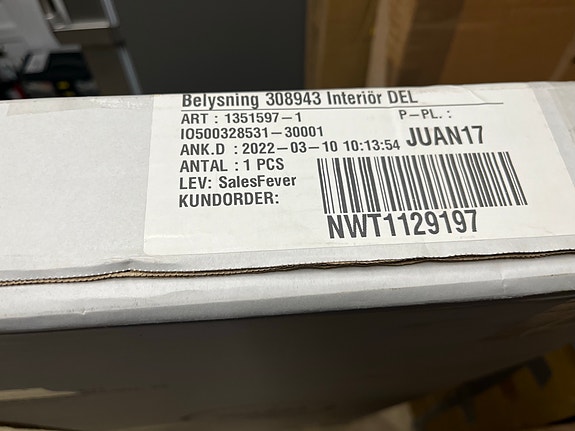 Belysning 308943 Interiör DEL
ART : 1351597-1 P-PL. :
IO500328531-30001
ANK.D : 2022-03-10 10:13:54 JUAN17
ANTAL : 1 PCS
LEV: SalesFever
KUNDORDER:
NWT1129197